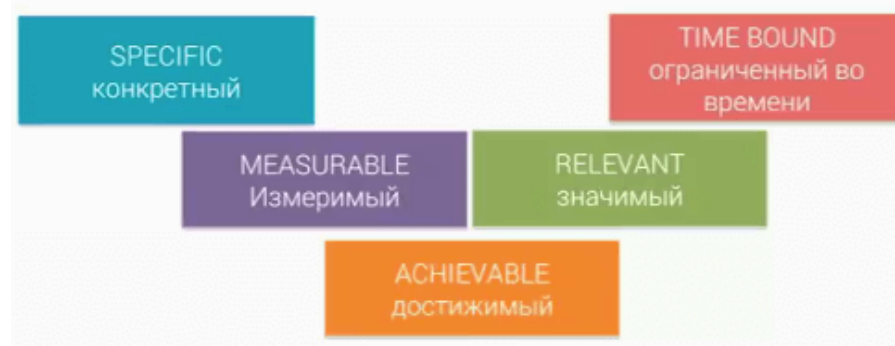 SPECIFIC
конкретный
TIME BOUND
ограниченный во
времени
MEASURABLE
Измеримый
RELEVANT
значимый
ACHIEVABLE
достижимый